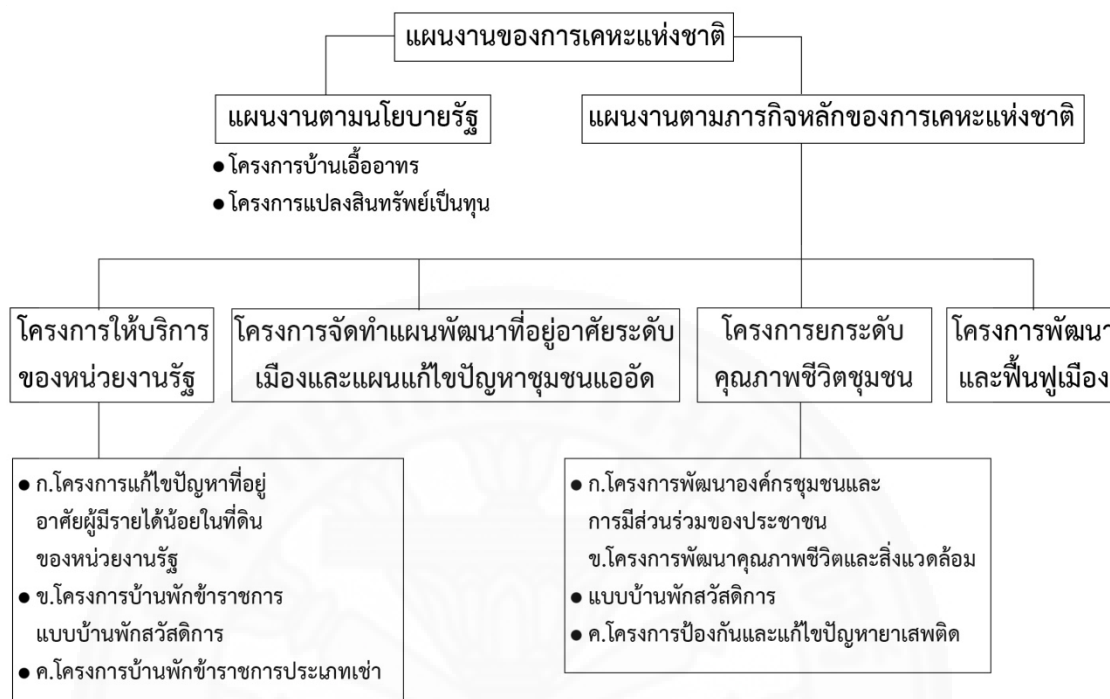 แผนงานของการเคหะแห่งชาติ
แผนงานตามนโยบายรัฐ
● โครงการบ้านเอื้ออาทร
● โครงการแปลงสินทรัพย์เป็นทุน
แผนงานตามภารกิจหลักของการเคหะแห่งชาติ
โครงการให้บริการ
ของหน่วยงานรัฐ
โครงการจัดทำแผนพัฒนาที่อยู่อาศัยระดับ
เมืองและแผนแก้ไขปัญหาชุมชนแออัด
โครงการยกระดับ
คุณภาพชีวิตชุมชน
โครงการพัฒนา
และฟื้นฟูเมือง
● ก.โครงการแก้ไขปัญหาที่อยู่
อาศัยผู้มีรายได้น้อยในที่ดิน
ของหน่วยงานรัฐ
● ข.โครงการบ้านพักข้าราชการ
แบบบ้านพักสวัสดิการ
● ค.โครงการบ้านพักข้าราชการประเภทเช่า
● ก.โครงการพัฒนาองค์กรชุมชนและ
การมีส่วนร่วมของประชาชน
ข.โครงการพัฒนาคุณภาพชีวิตและสิ่งแวดล้อม
● แบบบ้านพักสวัสดิการ
● ค.โครงการป้องกันและแก้ไขปัญหายาเสพติด